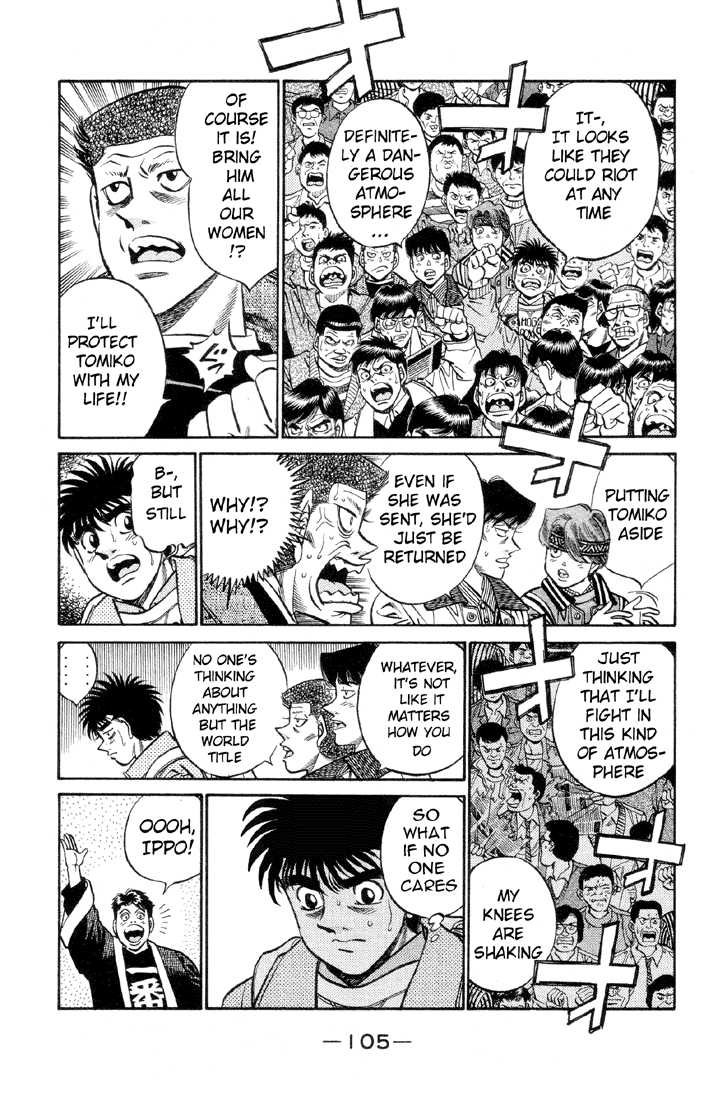 IT-,
IT LOOKS
LIKE THEY
COULD RIOT
AT ANY
TIME
DEFINITE-
LY A DAN-
GEROUS
ATMO-
SPHERE
...
OF
COURSE
IT IS!
BRING
HIM
ALL
OUR
WOMEN
!?
I'LL
PROTECT
TOMIKO
WITH MY
LIFE!!
PUTTING
TOMIKO
ASIDE
EVEN IF
SHE WAS
SENT, SHE'D
JUST BE
RETURNED
WHY!?
WHY!?
B-,
BUT
STILL
JUST
THINKING
THAT I'LL
FIGHT IN
THIS KIND
OF ATMOS-
PHERE
MY
KNEES
ARE
SHAKING
WHATEVER,
IT'S NOT
LIKE IT
MATTERS
HOW YOU
DO
NO ONE'S
THINKING
ABOUT
ANYTHING
BUT THE
WORLD
TITLE
SO
WHAT
IF NO
ONE
CARES
OOOH,
IPPO!
一番
—105—